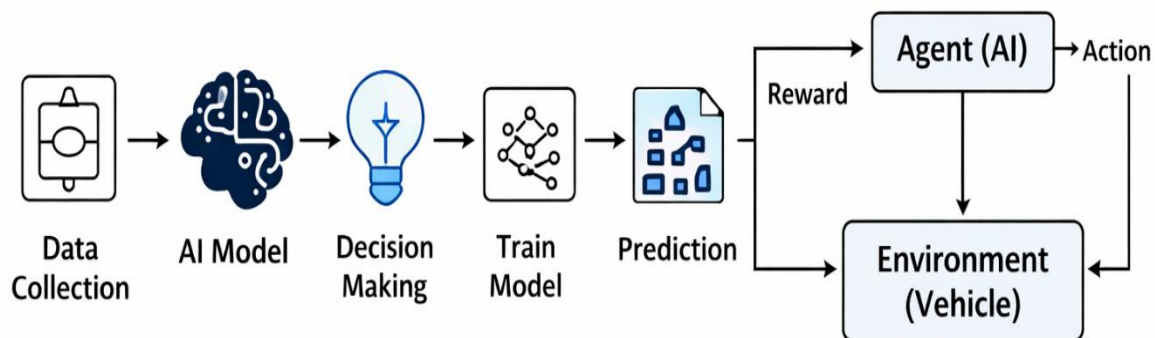 Data
Collection
AI Model
Decision
Making
Train
Model
Prediction
Reward
Agent (AI)
Action
Environment
(Vehicle)